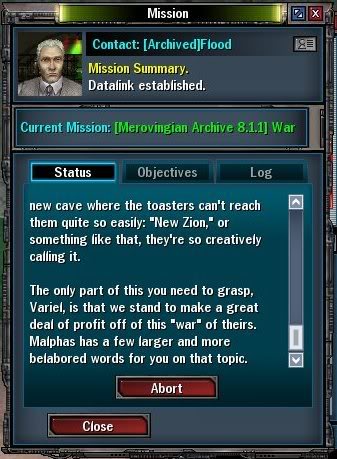 Mission
Contact: [Archived]Flood
Mission Summary.
Datalink established.
Current Mission: [Merovingian Archive 8.1.1] War
Status Objectives Log
new cave where the toasters can't reach
them quite so easily: "New Zion," or
something like that, they're so creatively
calling it.
The only part of this you need to grasp,
Variel, is that we stand to make a great
deal of profit off of this "war" of theirs.
Malphas has a few larger and more
belabored words for you on that topic.
Abort
Close